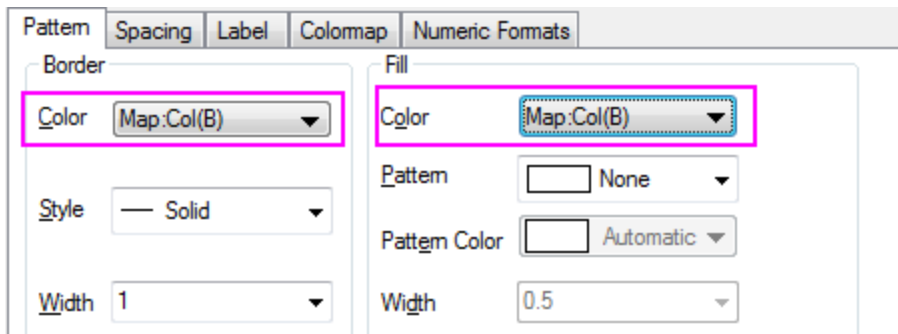 Pattern Spacing Label Colormap Numeric Formats
Border
Color Map:Col(B)
Style Solid
Width 1
Fill
Color Map:Col(B)
Pattern None
Pattern Color Automatic
Width 0.5